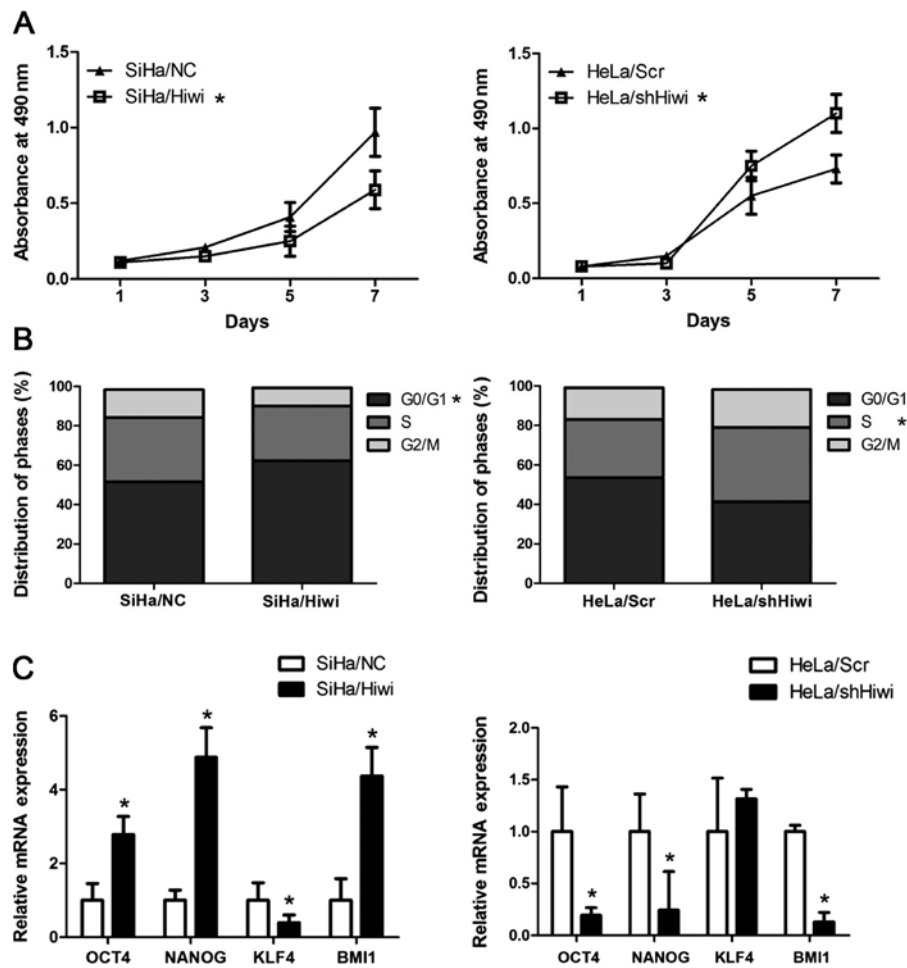 A
SiHa/NC
SiHa/Hiwi *
Absorbance at 490 nm
1.5
1.0
0.5
0.0
1 3 5 7
Days
HeLa/Scr
HeLa/shHiwi *
Absorbance at 490 nm
1.5
1.0
0.5
0.0
1 3 5 7
Days
B
Distribution of phases (%)
100
80
60
40
20
0
SiHa/NC SiHa/Hiwi
G0/G1 *
S
G2/M
Distribution of phases (%)
100
80
60
40
20
0
HeLa/Scr HeLa/shHiwi
G0/G1
S *
G2/M
C
SiHa/NC
SiHa/Hiwi
Relative mRNA expression
6
4
2
0
* * * *
OCT4 NANOG KLF4 BMI1
HeLa/Scr
HeLa/shHiwi
Relative mRNA expression
2.0
1.5
1.0
0.5
0.0
* * *
OCT4 NANOG KLF4 BMI1